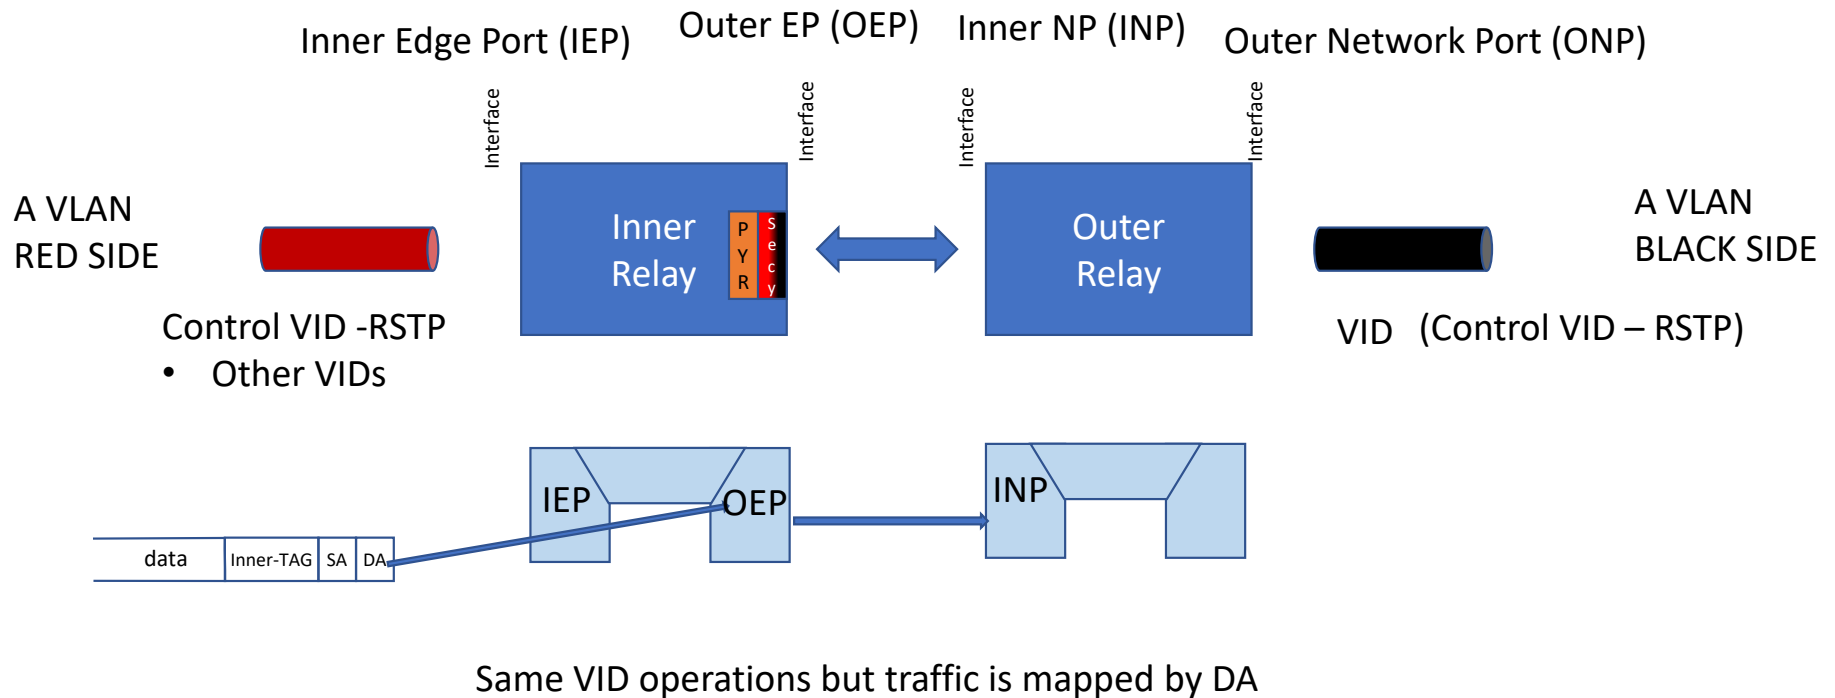 Inner Edge Port (IEP)
Outer EP (OEP)
Inner NP (INP)
Outer Network Port (ONP)
Interface
Interface
Interface
Interface
A VLAN
RED SIDE
Inner
Relay
P
Y
R
S
e
c
y
Outer
Relay
A VLAN
BLACK SIDE
Control VID -RSTP
• Other VIDs
VID
(Control VID – RSTP)
IEP
OEP
INP
data
Inner-TAG
SA
DA
Same VID operations but traffic is mapped by DA